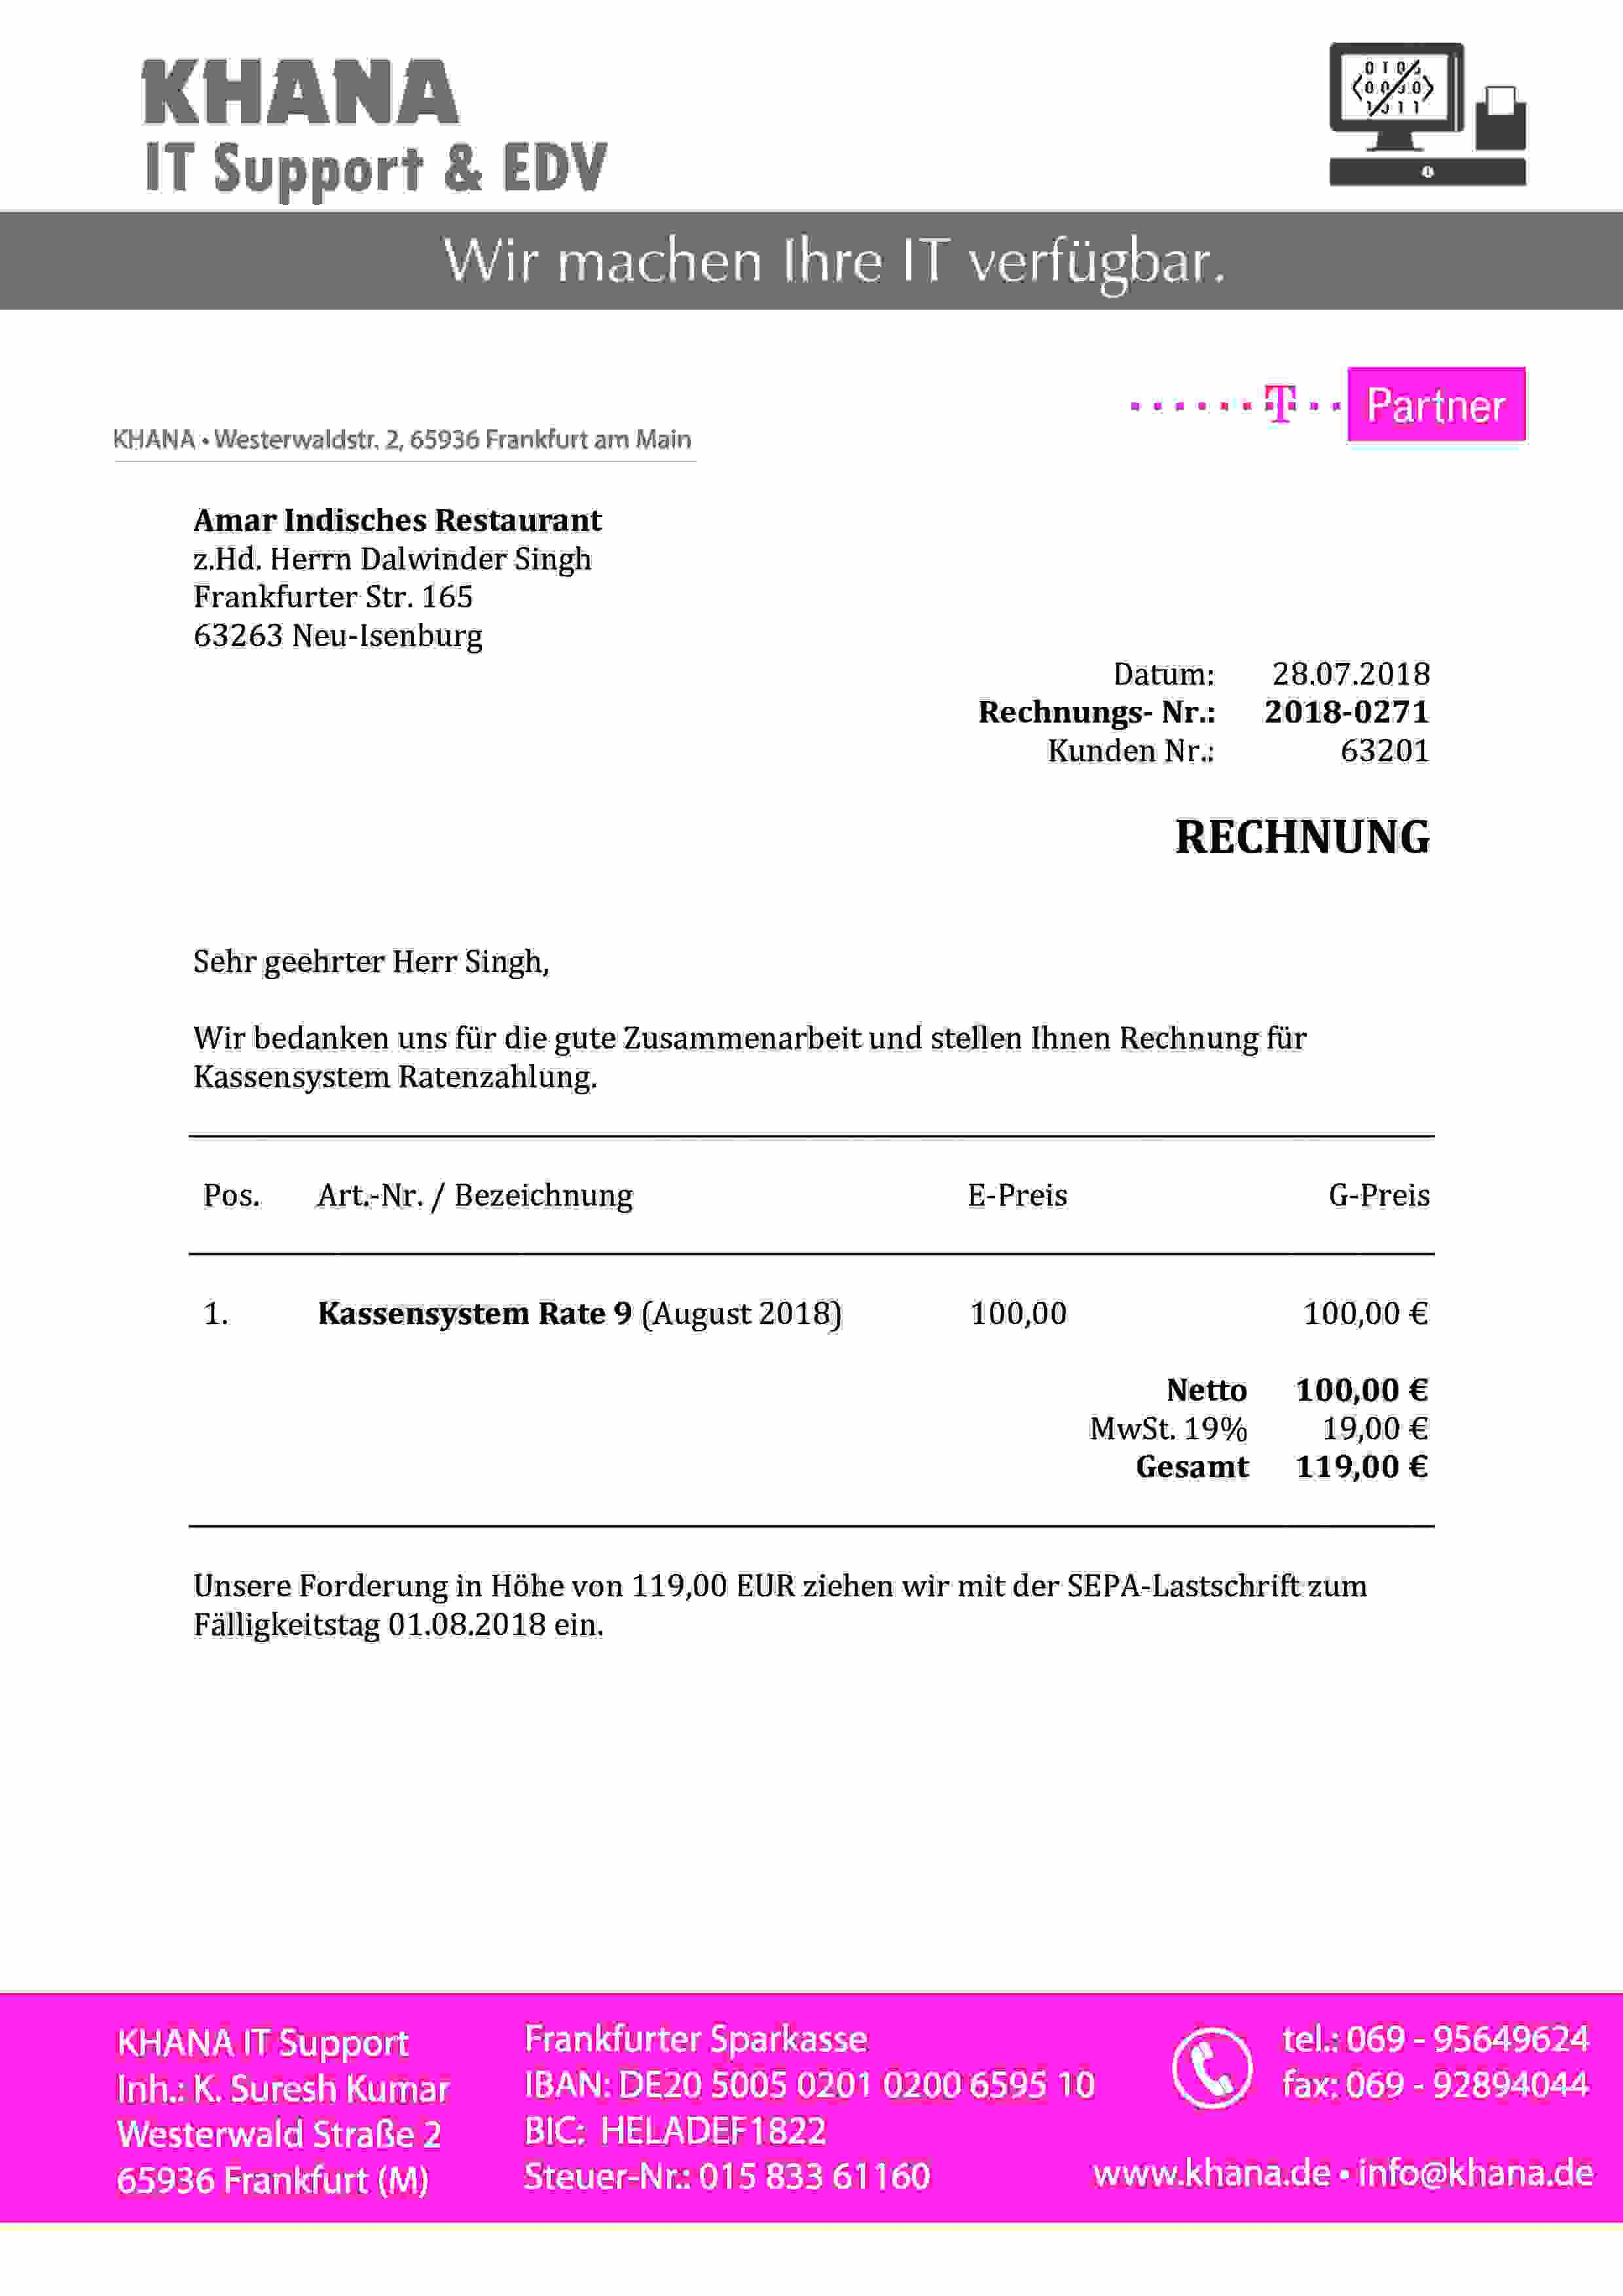 KHANA
IT Support & EDV
Wir machen Ihre IT verfügbar.
T Partner
KHANA • Westerwaldstr. 2, 65936 Frankfurt am Main
Amar Indisches Restaurant
z.Hd. Herrn Dalwinder Singh
Frankfurter Str. 165
63263 Neu-Isenburg
Datum: 28.07.2018
Rechnungs- Nr.: 2018-0271
Kunden Nr.: 63201
RECHNUNG
Sehr geehrter Herr Singh,
Wir bedanken uns für die gute Zusammenarbeit und stellen Ihnen Rechnung für
Kassensystem Ratenzahlung.
Pos. Art.-Nr. / Bezeichnung E-Preis G-Preis
1. Kassensystem Rate 9 (August 2018) 100,00 100,00 €
Netto 100,00 €
MwSt. 19% 19,00 €
Gesamt 119,00 €
Unsere Forderung in Höhe von 119,00 EUR ziehen wir mit der SEPA-Lastschrift zum
Fälligkeitstag 01.08.2018 ein.
KHANA IT Support
Inh.: K. Suresh Kumar
Westerwald Straße 2
65936 Frankfurt (M)
Frankfurter Sparkasse
IBAN: DE20 5005 0201 0200 6595 10
BIC: HELADEF1822
Steuer-Nr.: 015 833 61160
tel.: 069 - 95649624
fax: 069 - 92894044
www.khana.de • info@khana.de